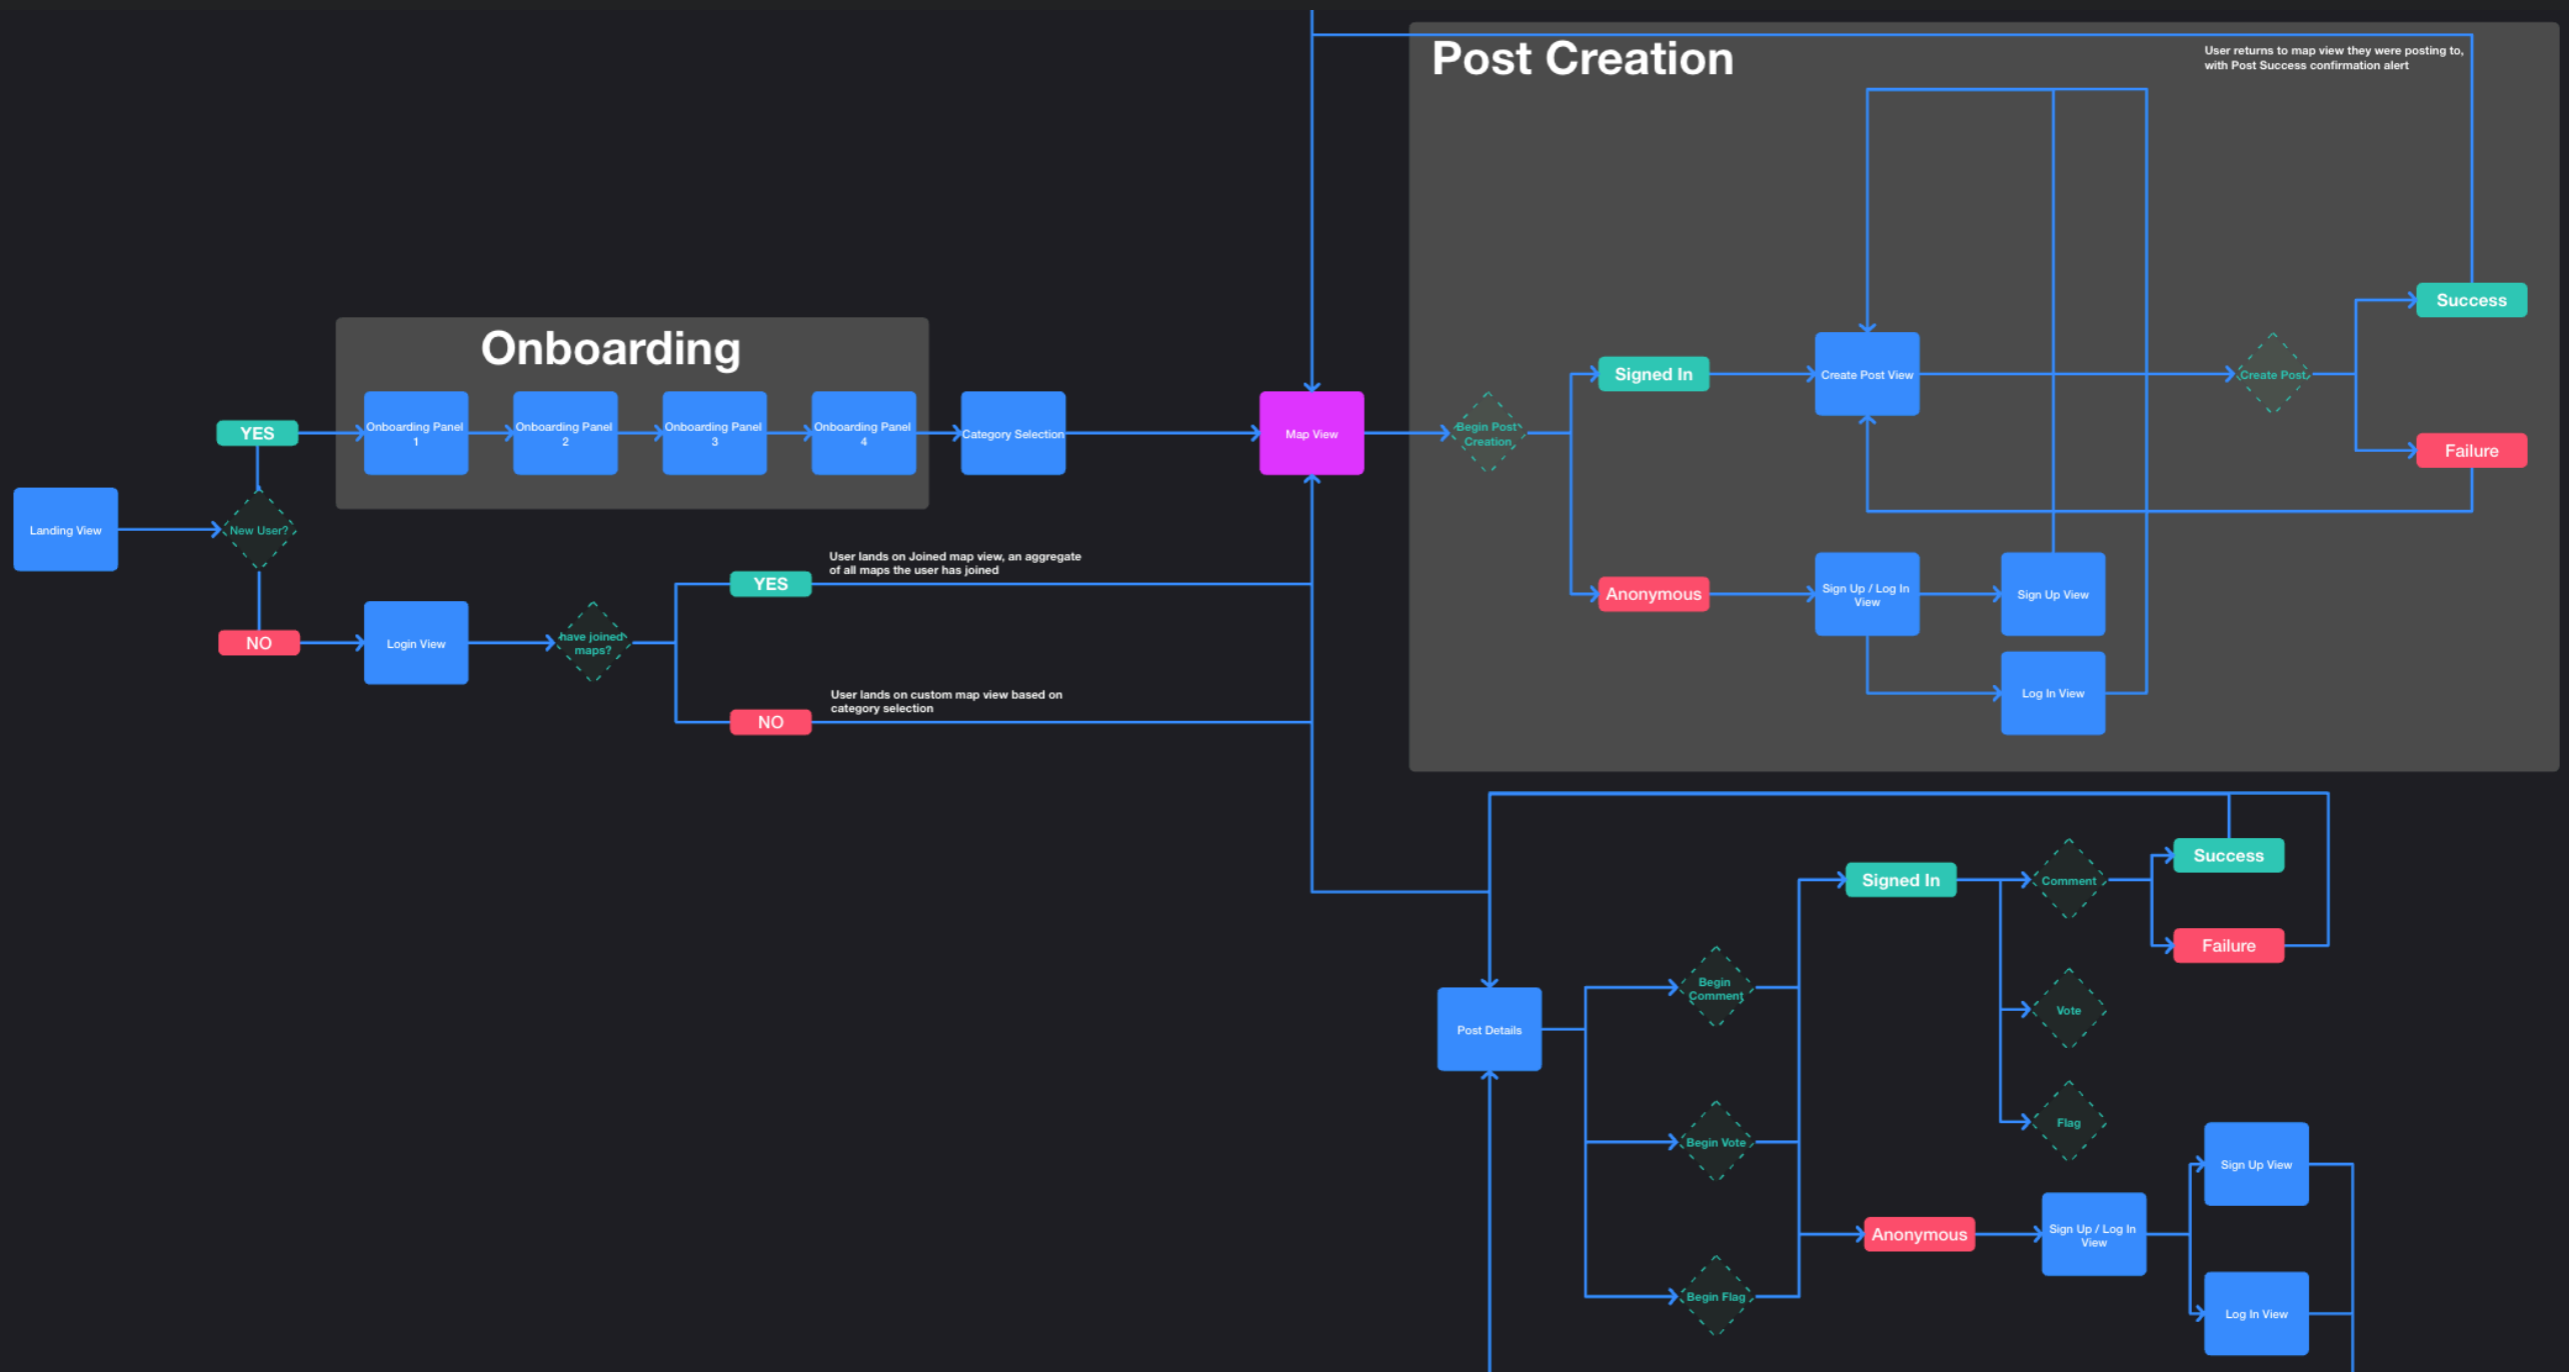 Post Creation
User returns to map view they were posting to,
with Post Success confirmation alert
Success
Onboarding
Signed In
Create Post View
Create Post
Begin Post
Creation
YES
Onboarding Panel
1
Onboarding Panel
2
Onboarding Panel
3
Onboarding Panel
4
Category Selection
Map View
Failure
Landing View
New User?
User lands on Joined map view, an aggregate
of all maps the user has joined
YES
Anonymous
Sign Up / Log In
View
Sign Up View
NO
Login View
have joined
maps?
User lands on custom map view based on
category selection
NO
Log In View
Success
Signed In
Comment
Failure
Begin
Comment
Vote
Post Details
Flag
Begin Vote
Sign Up View
Anonymous
Sign Up / Log In
View
Begin Flag
Log In View